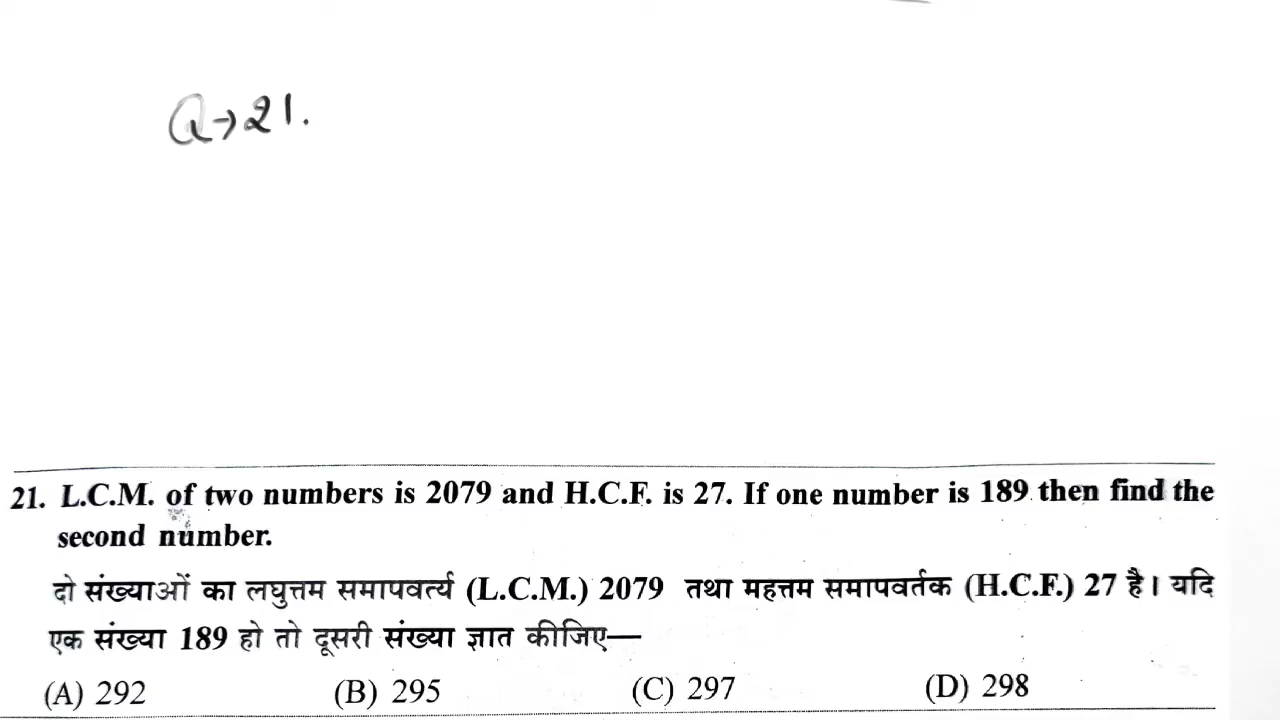 Q→21.
21. L.C.M. of two numbers is 2079 and H.C.F. is 27. If one number is 189 then find the
second number.
दो संख्याओं का लघुत्तम समापवर्त्य (L.C.M.) 2079 तथा महत्तम समापवर्तक (H.C.F.) 27 है। यदि
एक संख्या 189 हो तो दूसरी संख्या ज्ञात कीजिए—
(A) 292 (B) 295 (C) 297 (D) 298